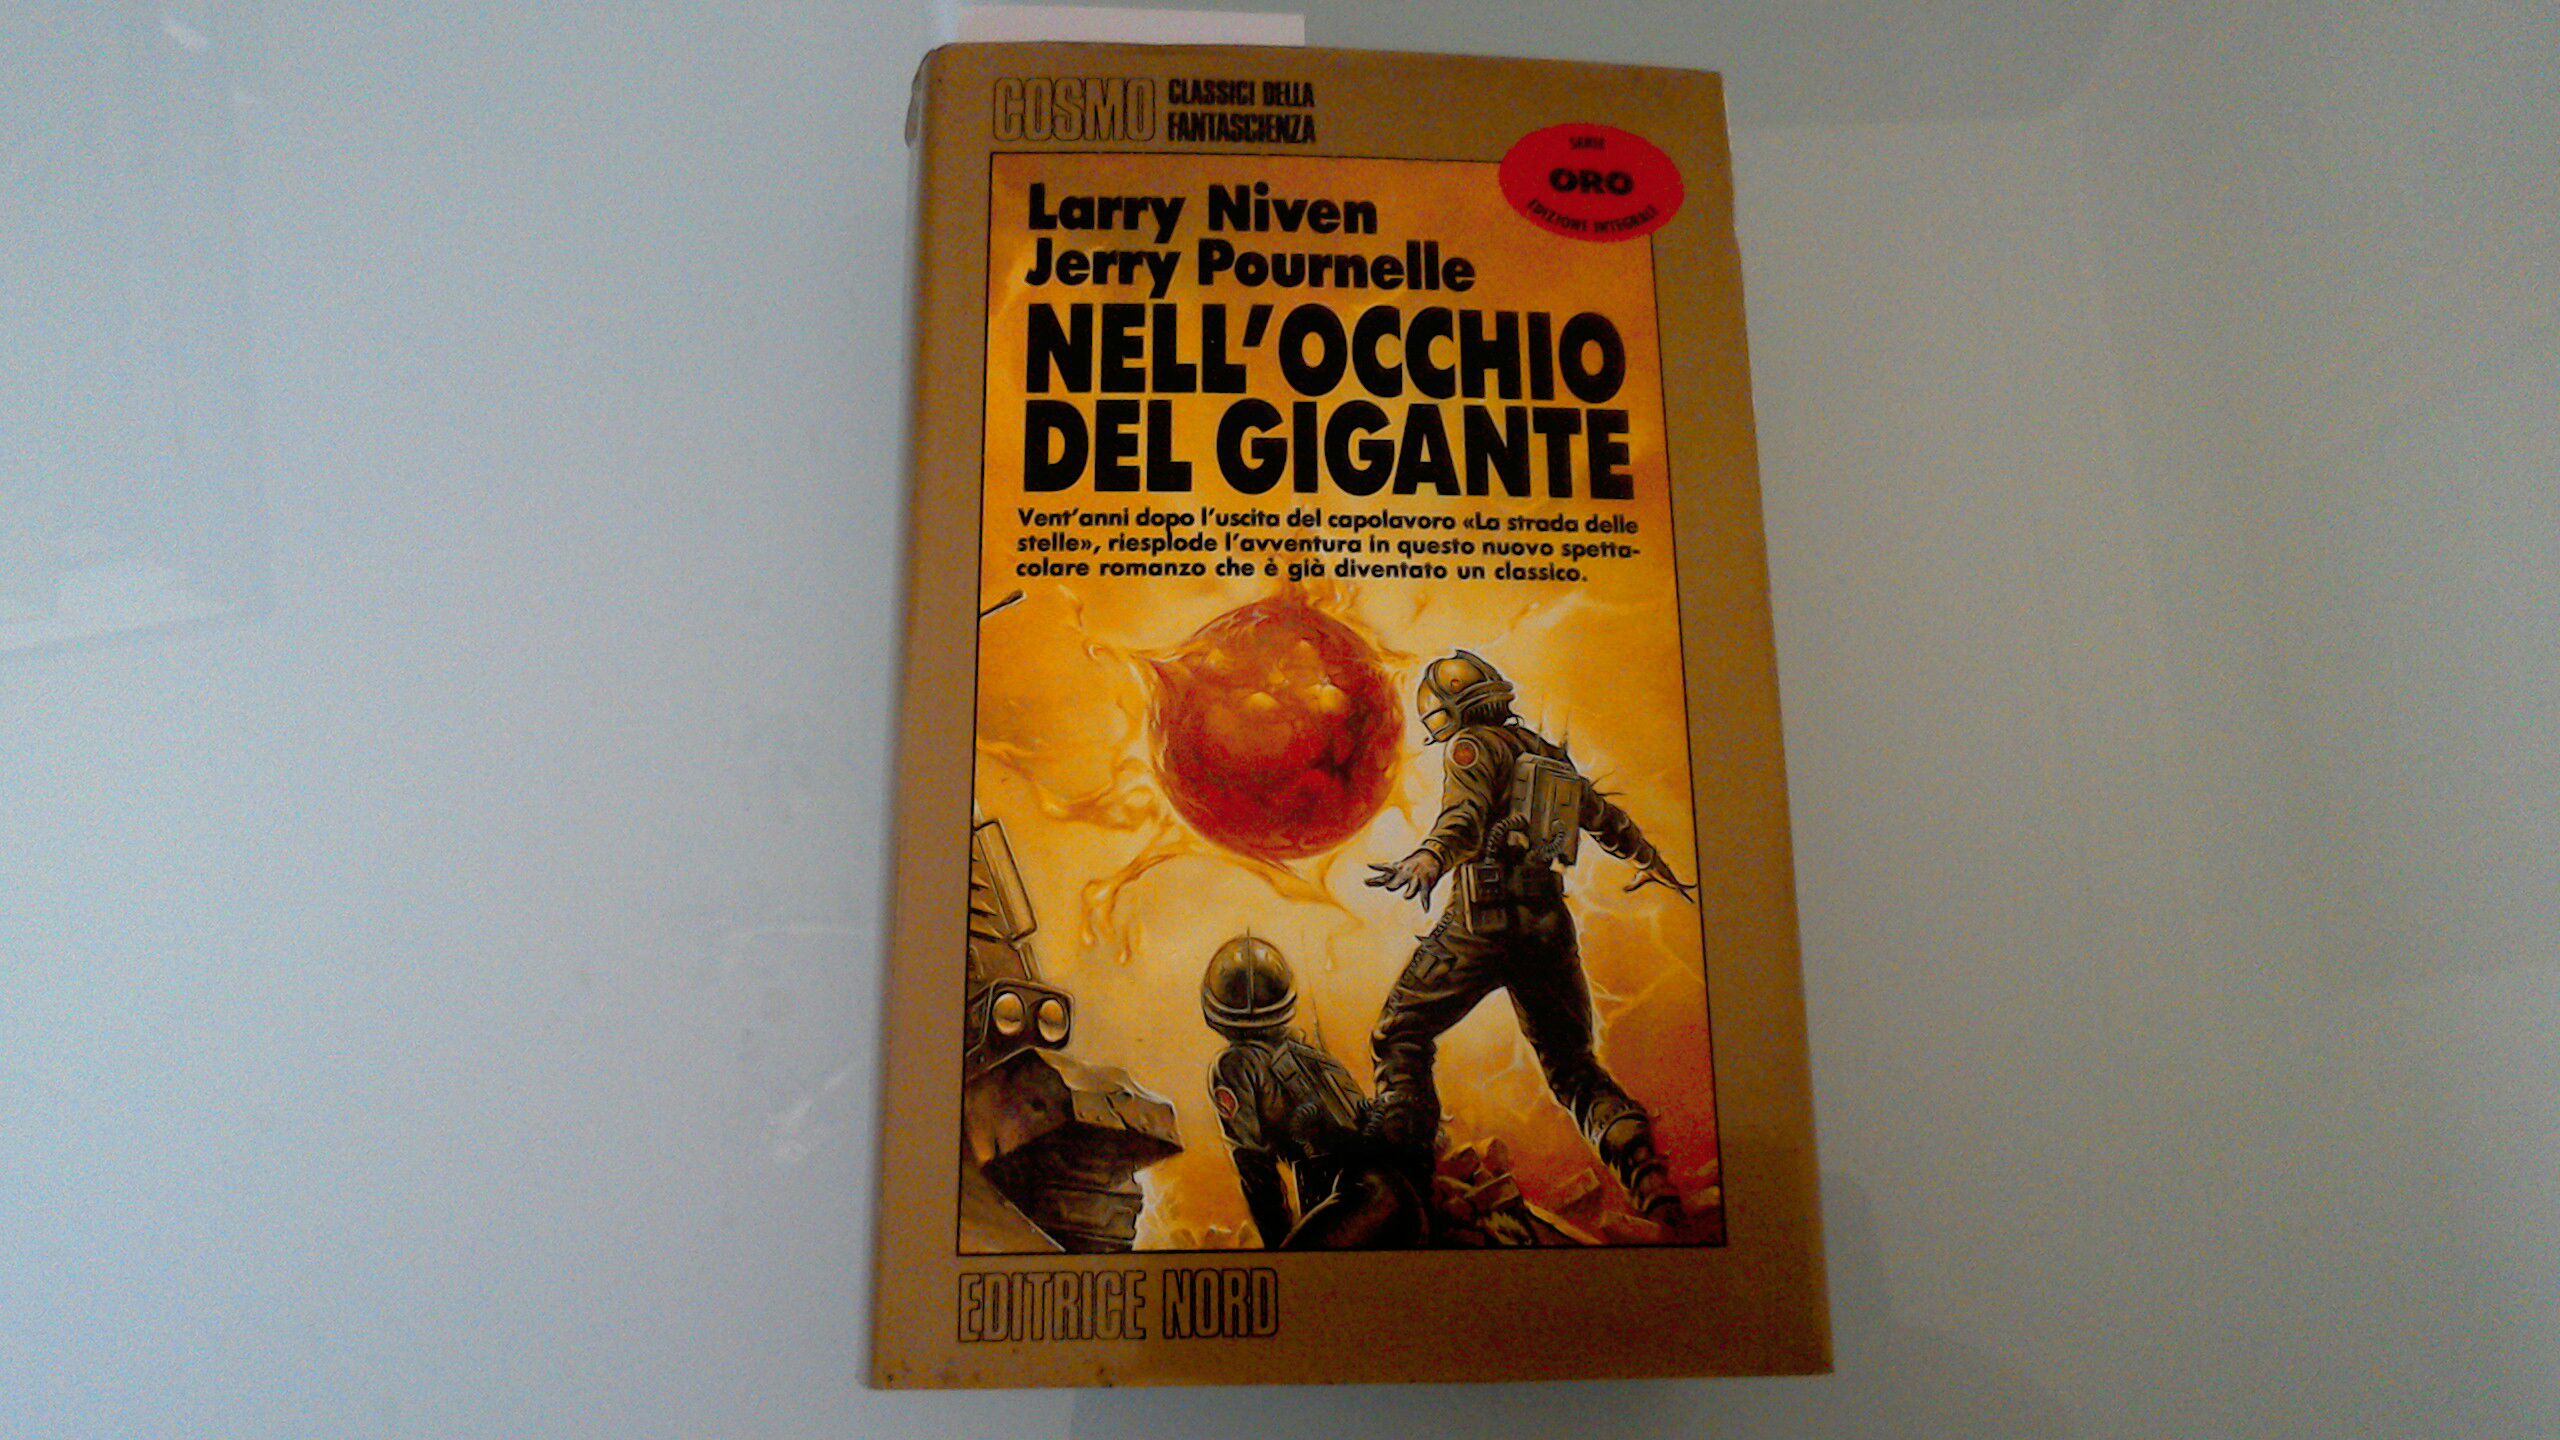 COSMO
CLASSICI DELLA
FANTASCIENZA
SERIE
ORO
EDIZIONE INTEGRALE
Larry Niven
Jerry Pournelle
NELL'OCCHIO
DEL GIGANTE
Vent'anni dopo l'uscita del capolavoro «La strada delle
stelle», riesplode l'avventura in questo nuovo spetta-
colare romanzo che è già diventato un classico.
EDITRICE NORD